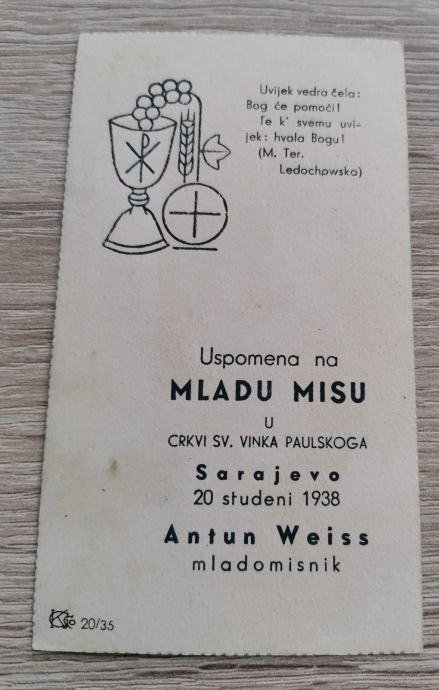 Uvijek vedra čela:
Bog će pomoći!
Te k' svemu uvi-
jek: hvala Bogu!
(M. Ter.
Ledochpwska)
Uspomena na
MLADU MISU
U
CRKVI SV. VINKA PAULSKOGA
Sarajevo
20 studeni 1938
Antun Weiss
mladomisnik
20/35